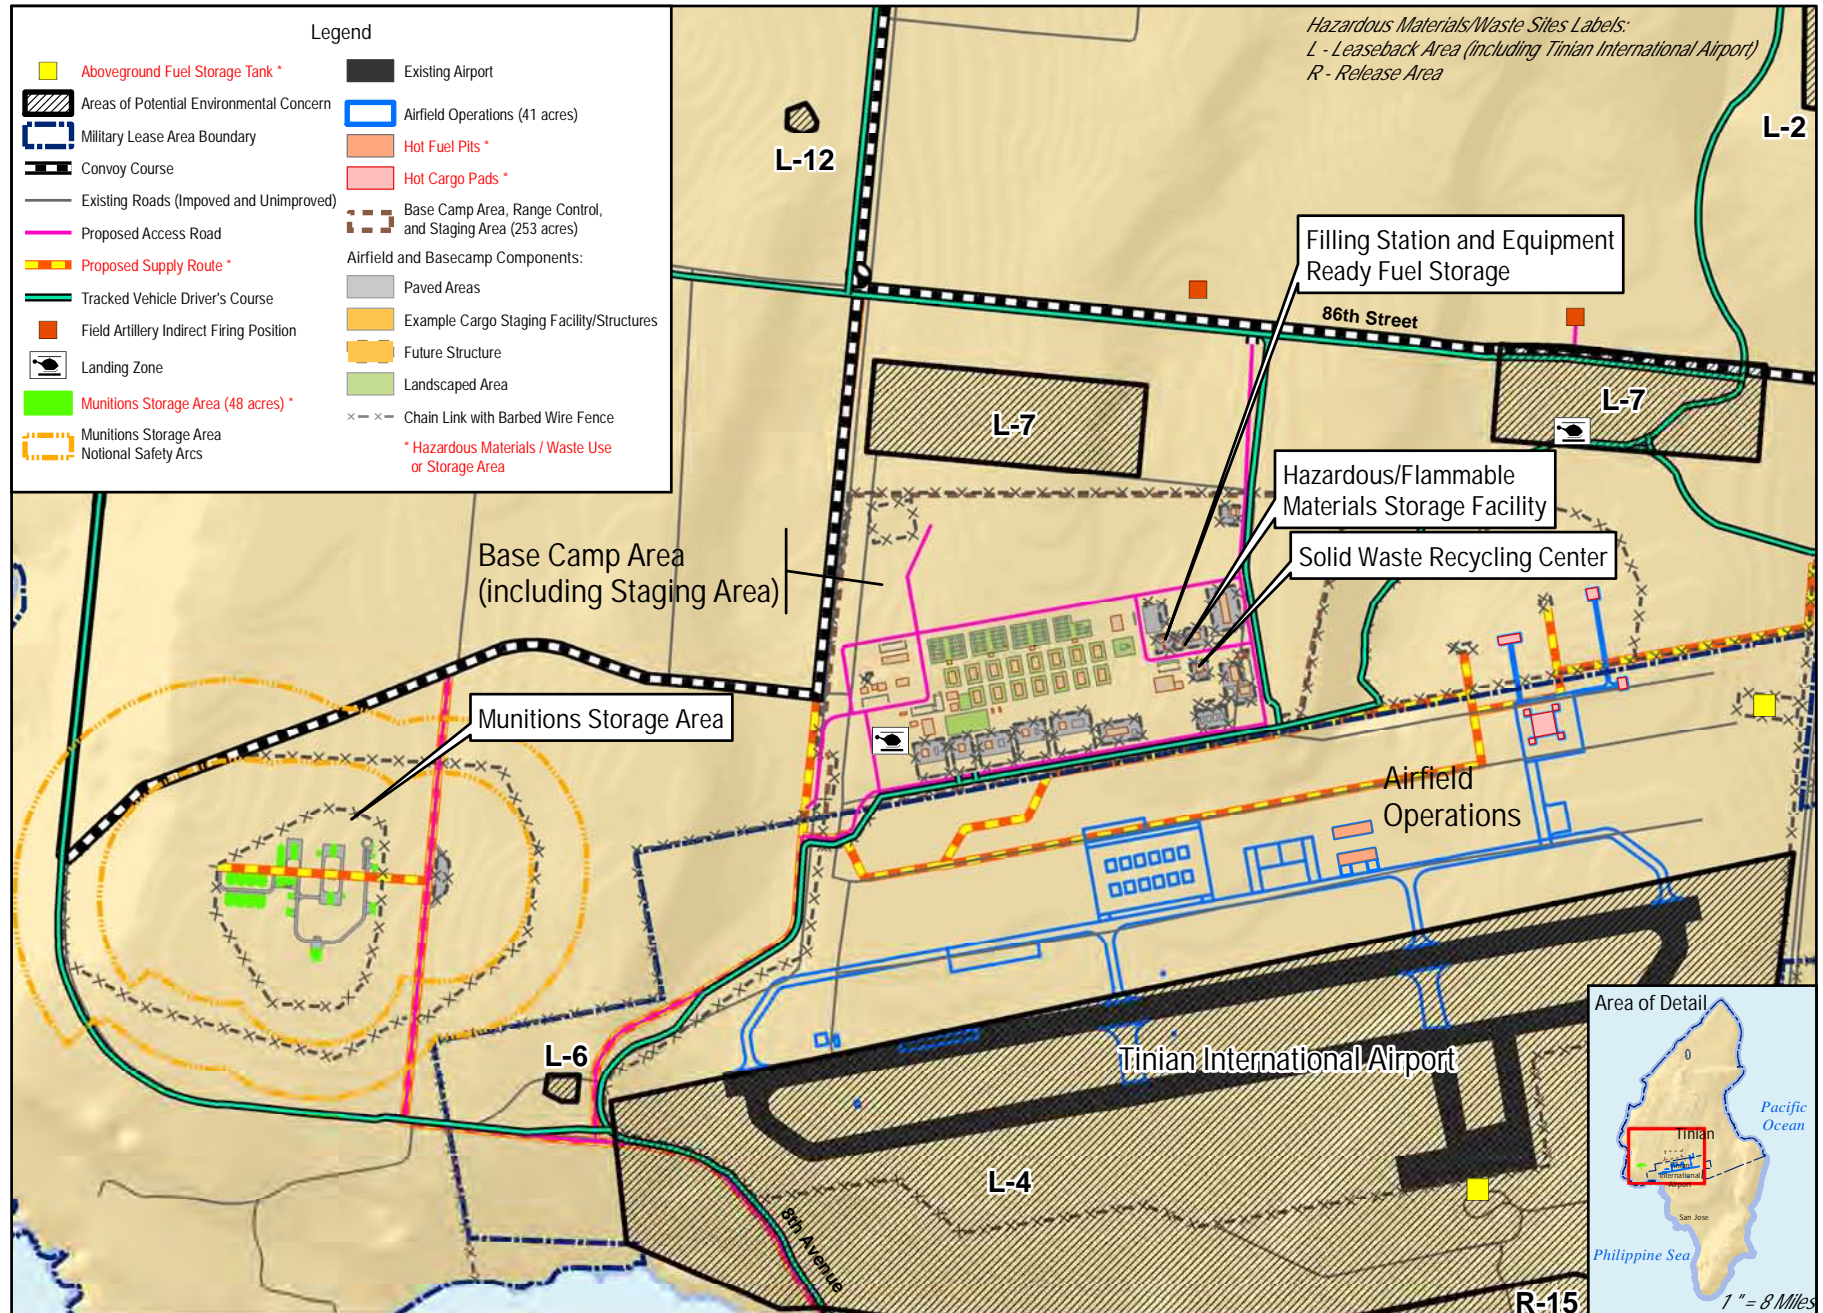 Legend
Aboveground Fuel Storage Tank *
Areas of Potential Environmental Concern
Military Lease Area Boundary
Convoy Course
Existing Roads (Impoved and Unimproved)
Proposed Access Road
Proposed Supply Route *
Tracked Vehicle Driver's Course
Field Artillery Indirect Firing Position
Landing Zone
Munitions Storage Area (48 acres) *
Munitions Storage Area
Notional Safety Arcs
Existing Airport
Airfield Operations (41 acres)
Hot Fuel Pits *
Hot Cargo Pads *
Base Camp Area, Range Control,
and Staging Area (253 acres)
Airfield and Basecamp Components:
Paved Areas
Example Cargo Staging Facility/Structures
Future Structure
Landscaped Area
Chain Link with Barbed Wire Fence
* Hazardous Materials / Waste Use
or Storage Area
Hazardous Materials/Waste Sites Labels:
L - Leaseback Area (including Tinian International Airport)
R - Release Area
L-2
L-12
Filling Station and Equipment
Ready Fuel Storage
86th Street
L-7
L-7
Hazardous/Flammable
Materials Storage Facility
Solid Waste Recycling Center
Base Camp Area
(including Staging Area)
Munitions Storage Area
Airfield
Operations
L-6
Tinian International Airport
L-4
8th Avenue
R-15
Area of Detail
Pacific
Ocean
Tinian
Tinian
International
Airport
San Jose
Philippine Sea
1 " = 8 Miles